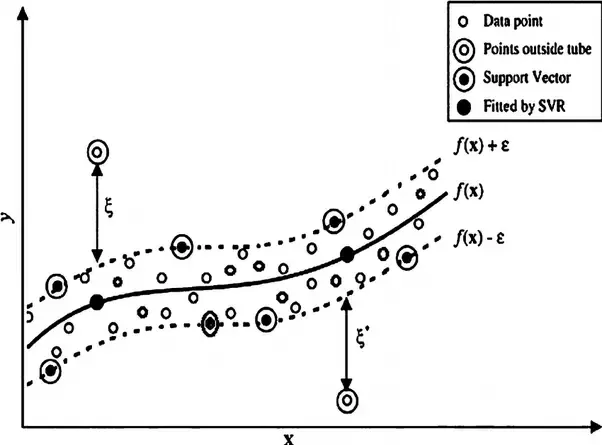 Data point
Points outside tube
Support Vector
Fitted by SVR
f(x) + ε
f(x)
f(x) - ε
ξ
ξ*
y
x